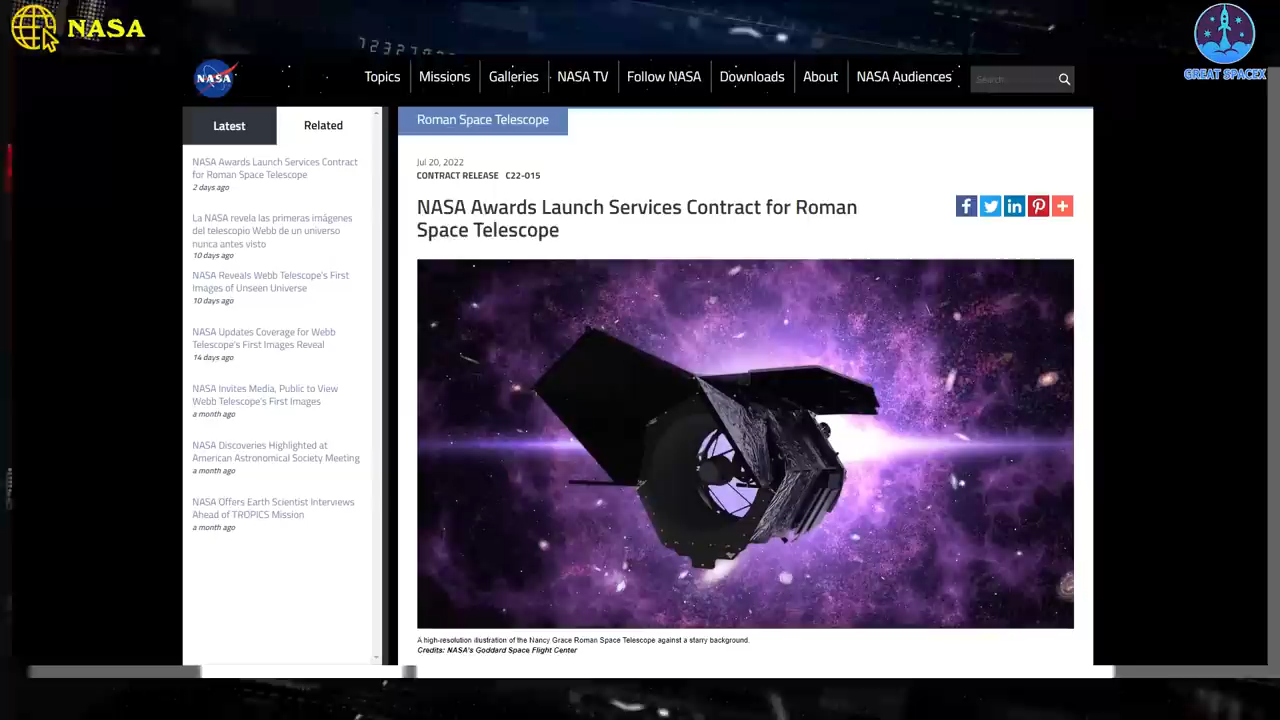 NASA
GREAT SPACEX
NASA
Topics
Missions
Galleries
NASA TV
Follow NASA
Downloads
About
NASA Audiences
Search
Latest
Related
NASA Awards Launch Services Contract
for Roman Space Telescope
2 days ago
La NASA revela las primeras imágenes
del telescopio Webb de un universo
nunca antes visto
10 days ago
NASA Reveals Webb Telescope's First
Images of Unseen Universe
10 days ago
NASA Updates Coverage for Webb
Telescope's First Images Reveal
14 days ago
NASA Invites Media, Public to View
Webb Telescope's First Images
a month ago
NASA Discoveries Highlighted at
American Astronomical Society Meeting
a month ago
NASA Offers Earth Scientist Interviews
Ahead of TROPICS Mission
a month ago
Roman Space Telescope
Jul 20, 2022
CONTRACT RELEASE C22-015
NASA Awards Launch Services Contract for Roman
Space Telescope
A high-resolution illustration of the Nancy Grace Roman Space Telescope against a starry background.
Credits: NASA's Goddard Space Flight Center